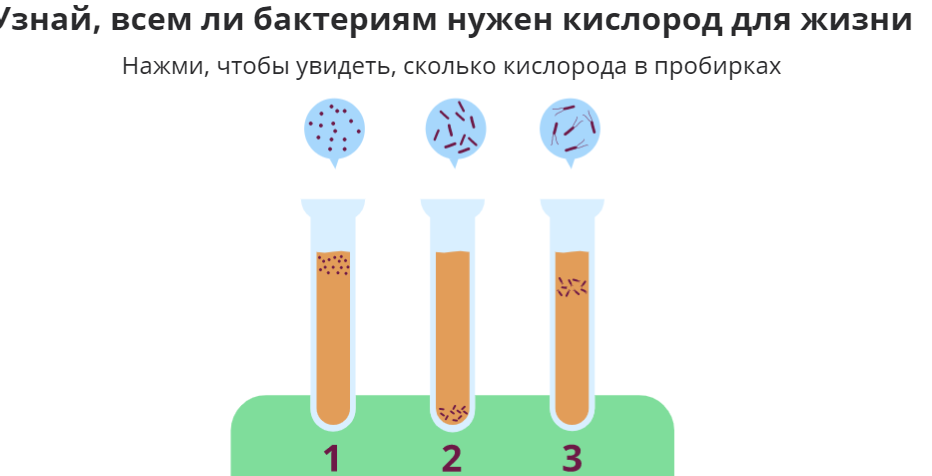 Узнай, всем ли бактериям нужен кислород для жизни
Нажми, чтобы увидеть, сколько кислорода в пробирках
1 2 3